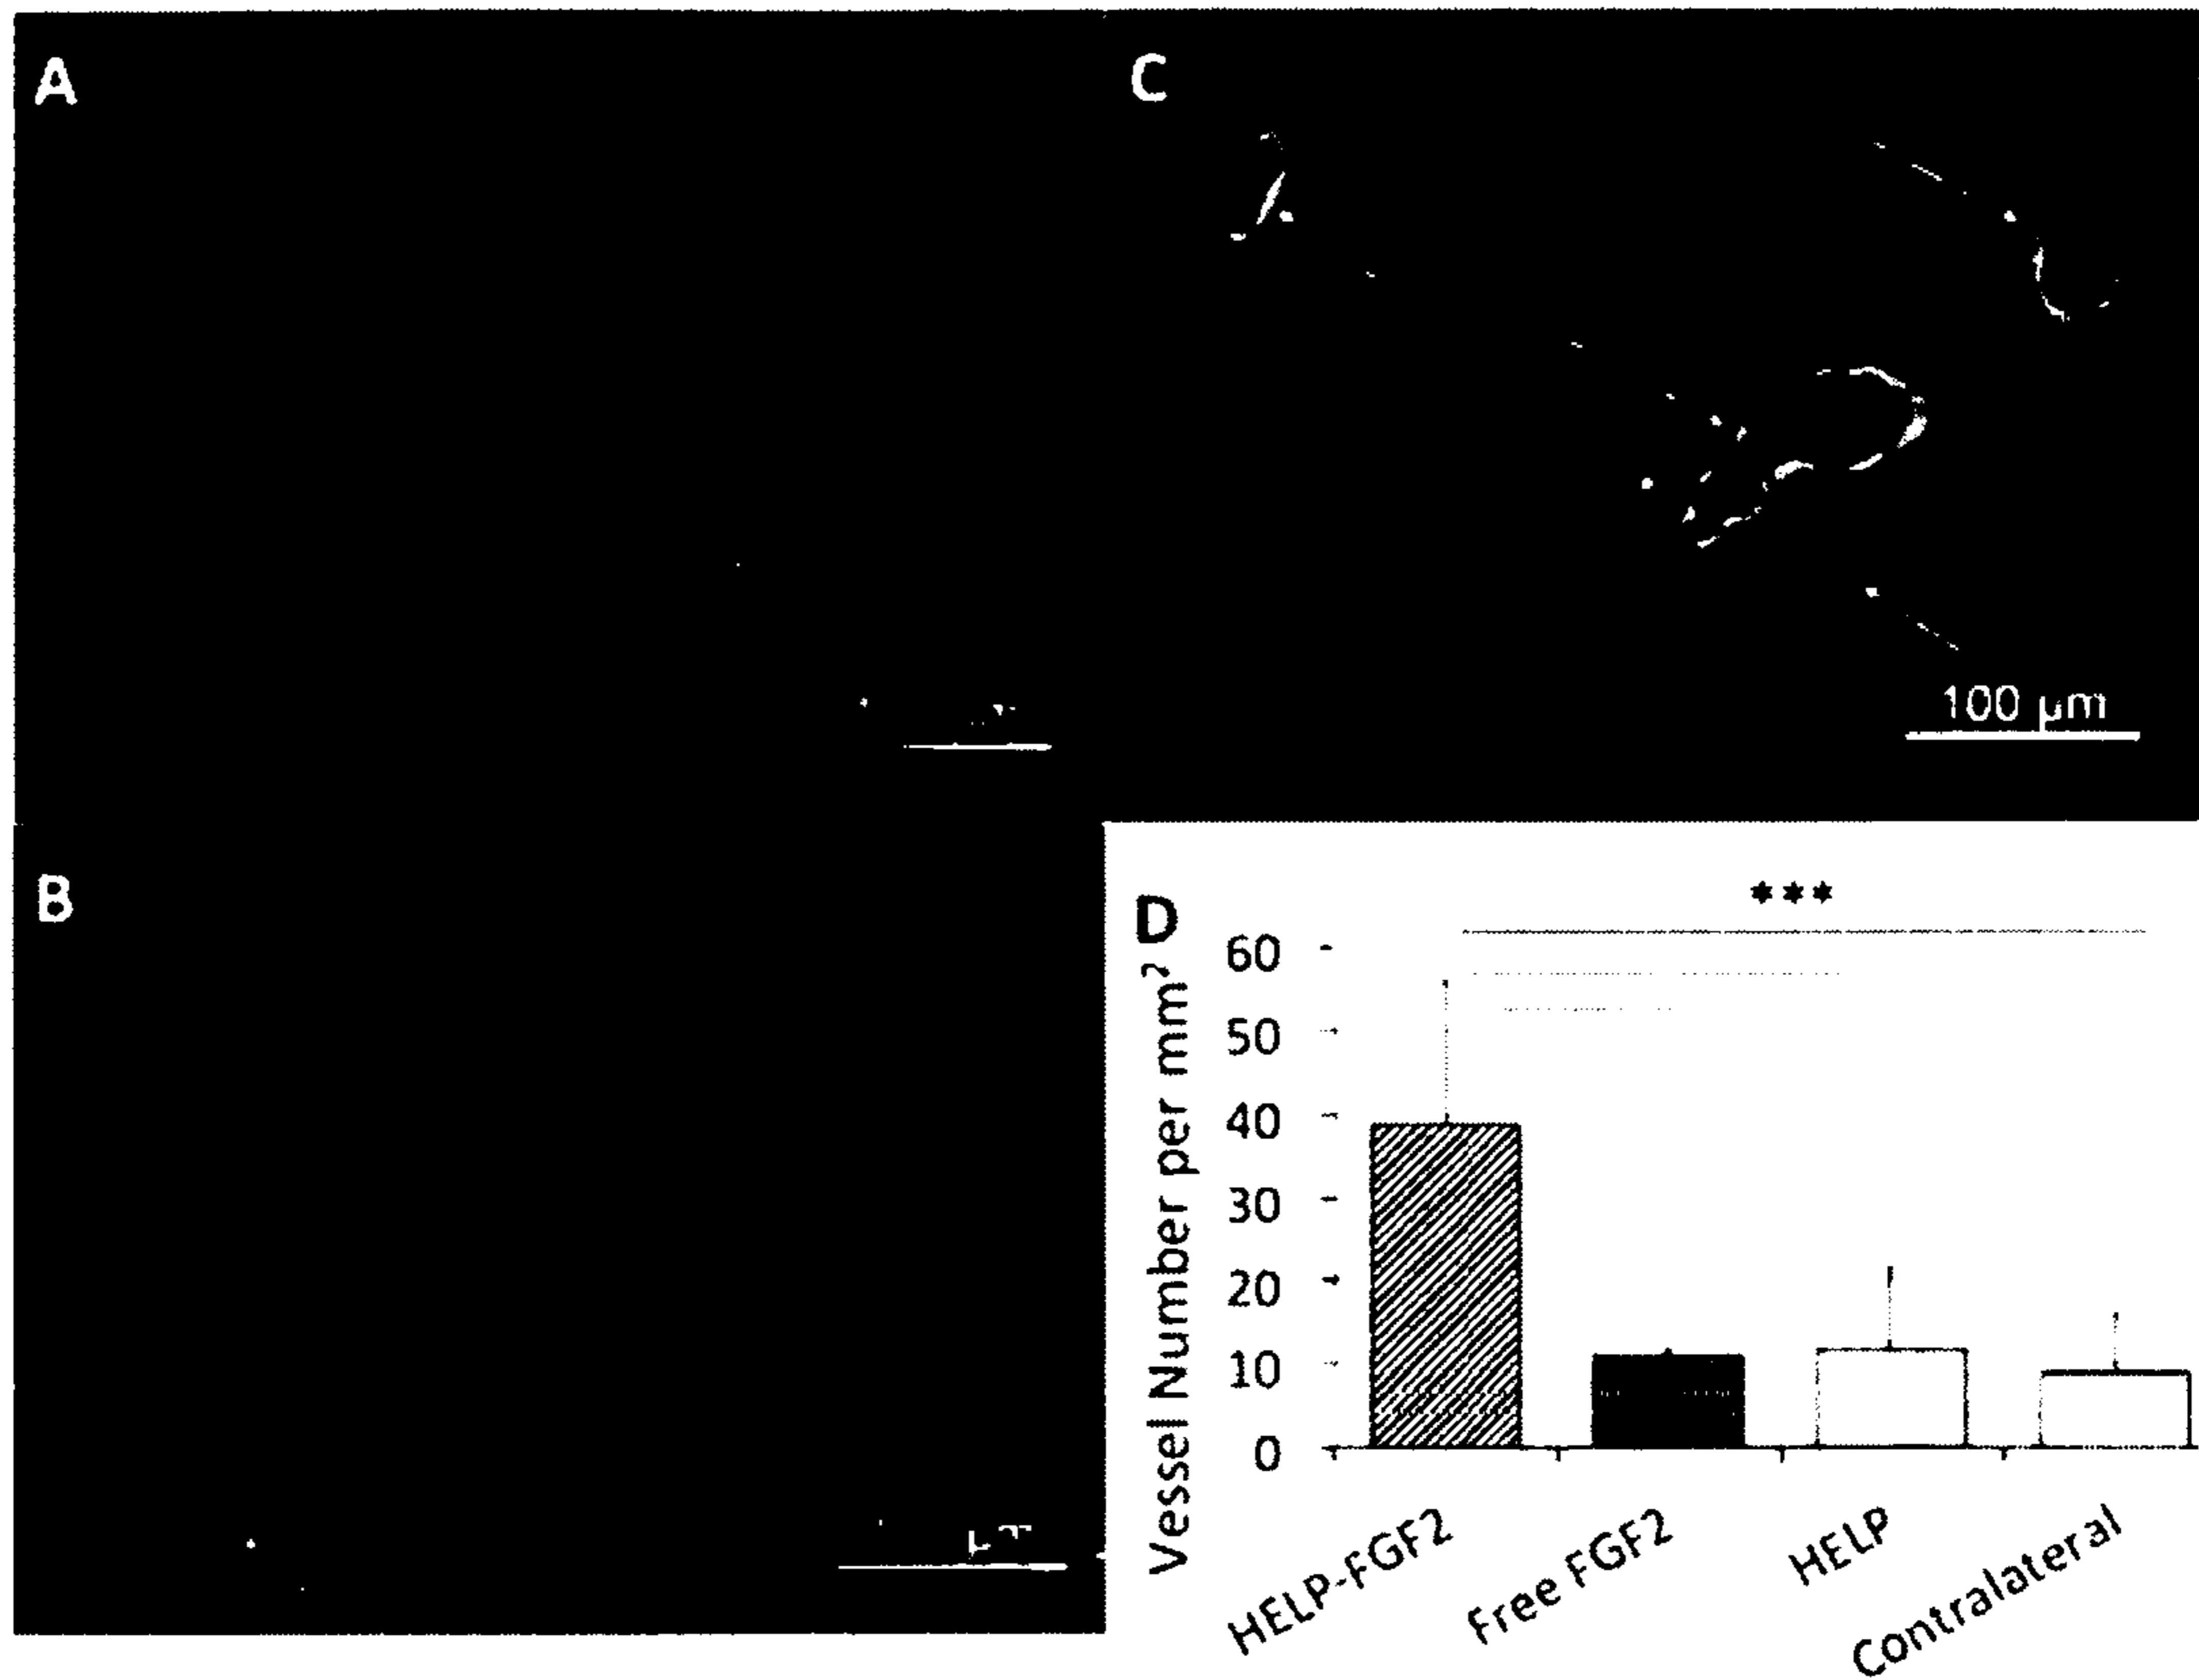 A
C
100 µm
B
D
***
60
50
40
30
20
10
0
Vessel Number per mm²
HELP-FGF2
Free FGF2
HELP
Contralateral